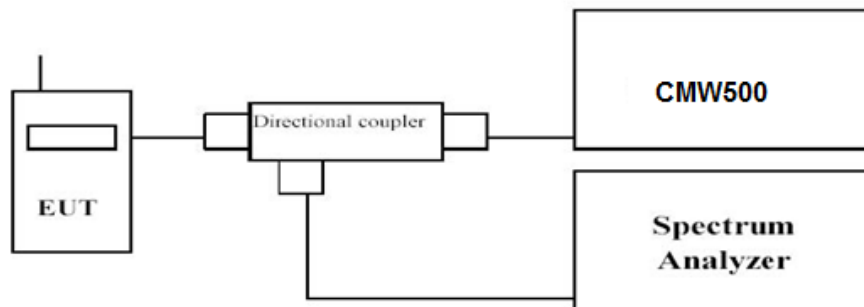 Directional coupler
CMW500
EUT
Spectrum
Analyzer